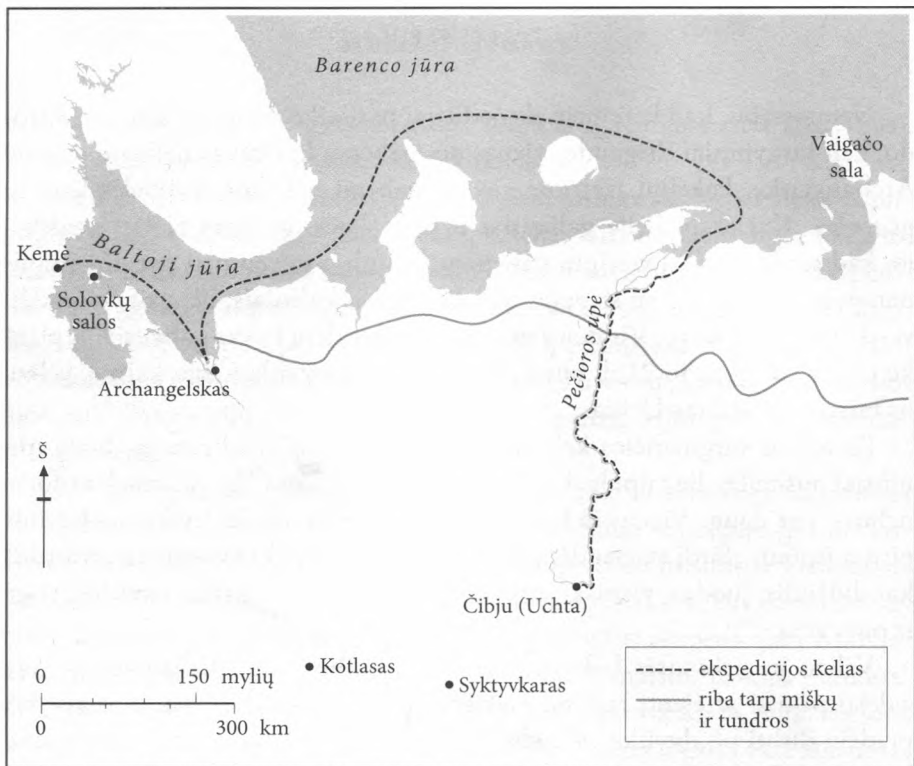 Barenco jūra
Vaigačo
sala
Kemė
Baltoji jūra
Solovkų
salos
Archangelskas
Pečioros upė
š
Čibju (Uchta)
Kotlasas
Syktyvkaras
0 150 mylių
0 300 km
ekspedicijos keliai
riba tarp miškų
ir tundros